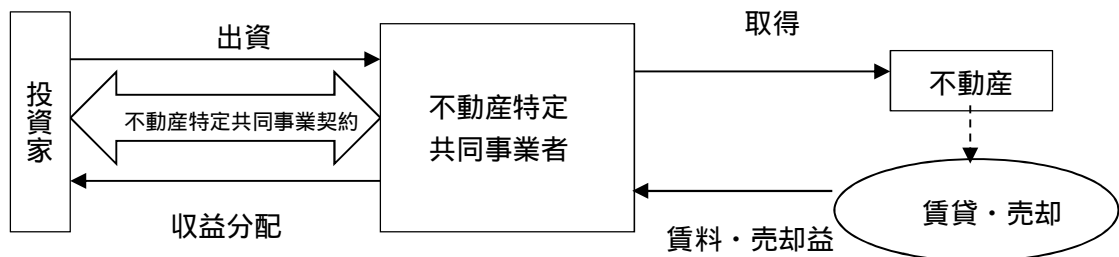 出資
取得
投資家
不動産特定共同事業契約
不動産特定
共同事業者
不動産
収益分配
賃料・売却益
賃貸・売却